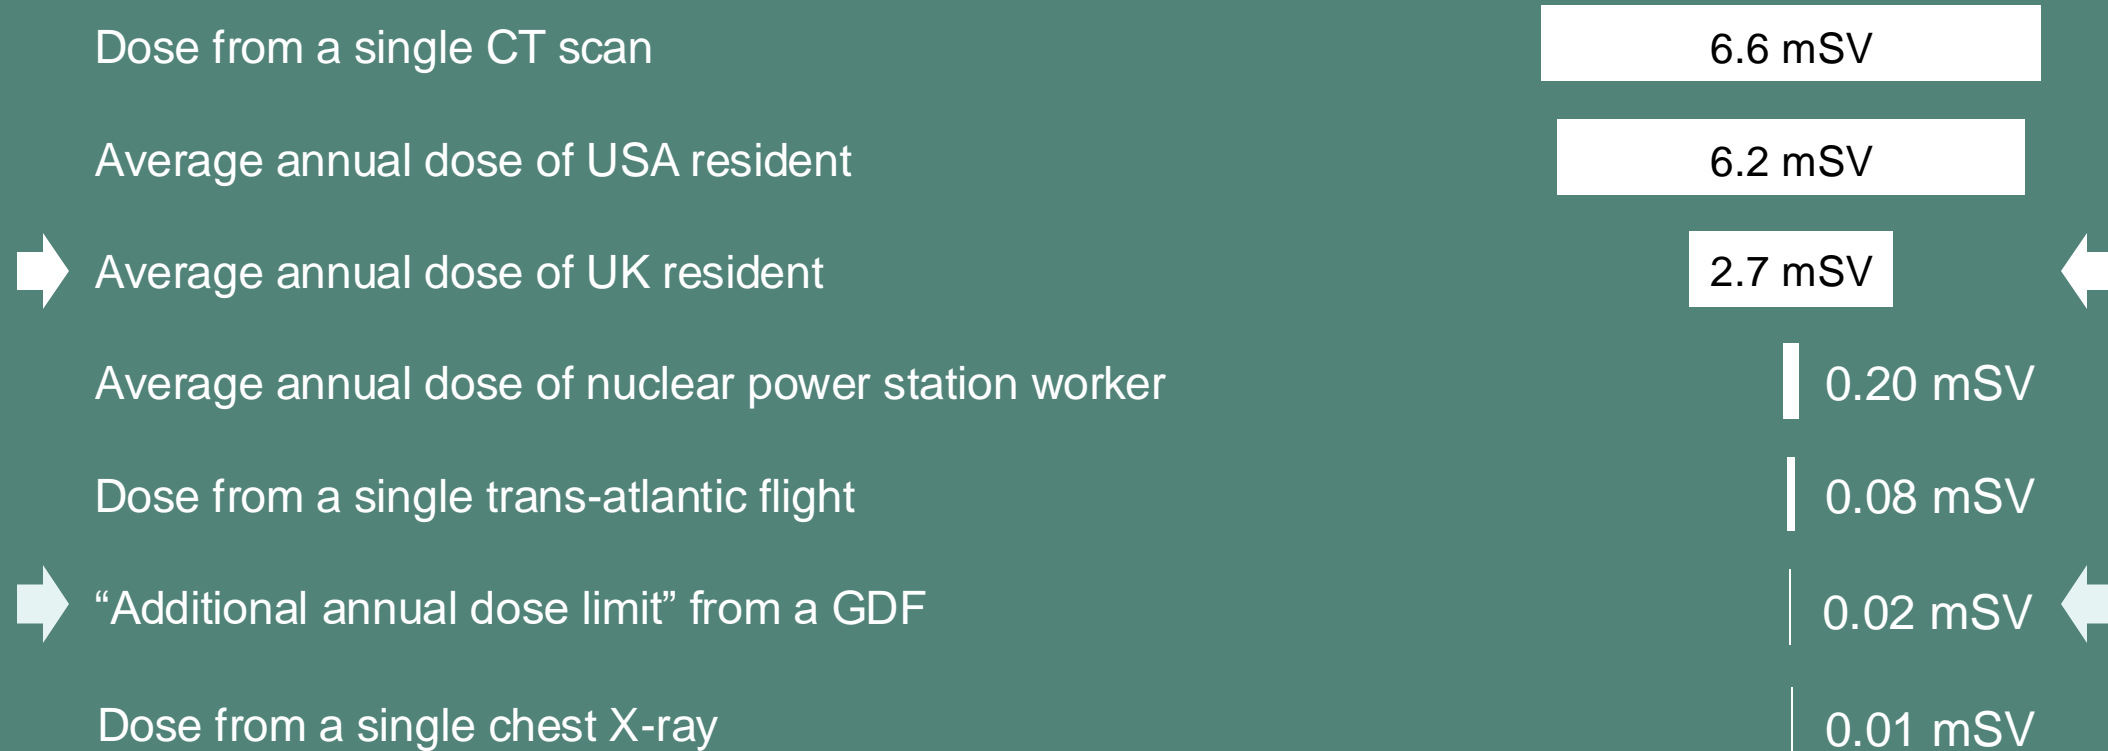 Dose from a single CT scan 6.6 mSV
Average annual dose of USA resident 6.2 mSV
Average annual dose of UK resident 2.7 mSV
Average annual dose of nuclear power station worker 0.20 mSV
Dose from a single trans-atlantic flight 0.08 mSV
“Additional annual dose limit” from a GDF 0.02 mSV
Dose from a single chest X-ray 0.01 mSV